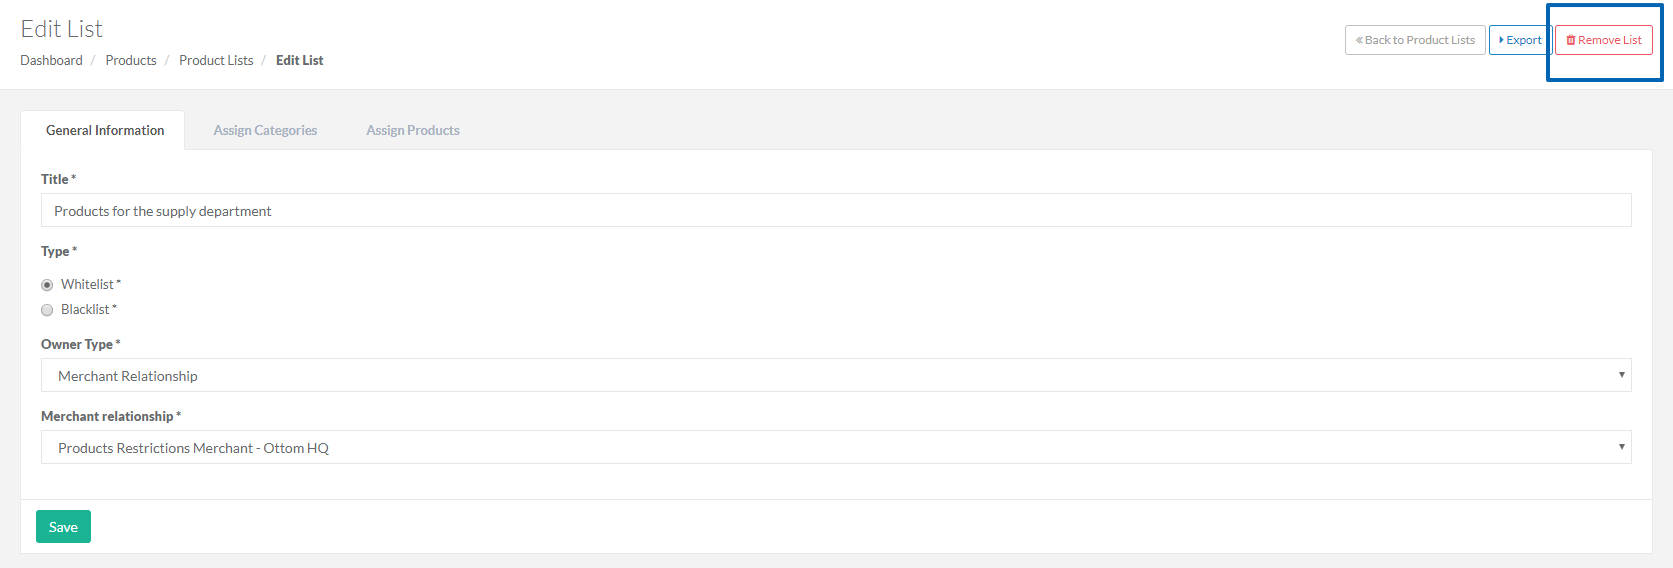 Edit List
Dashboard / Products / Product Lists / Edit List
« Back to Product Lists Export Remove List
General Information Assign Categories Assign Products
Title *
Products for the supply department
Type *
Whitelist *
Blacklist *
Owner Type *
Merchant Relationship
Merchant relationship *
Products Restrictions Merchant - Ottom HQ
Save